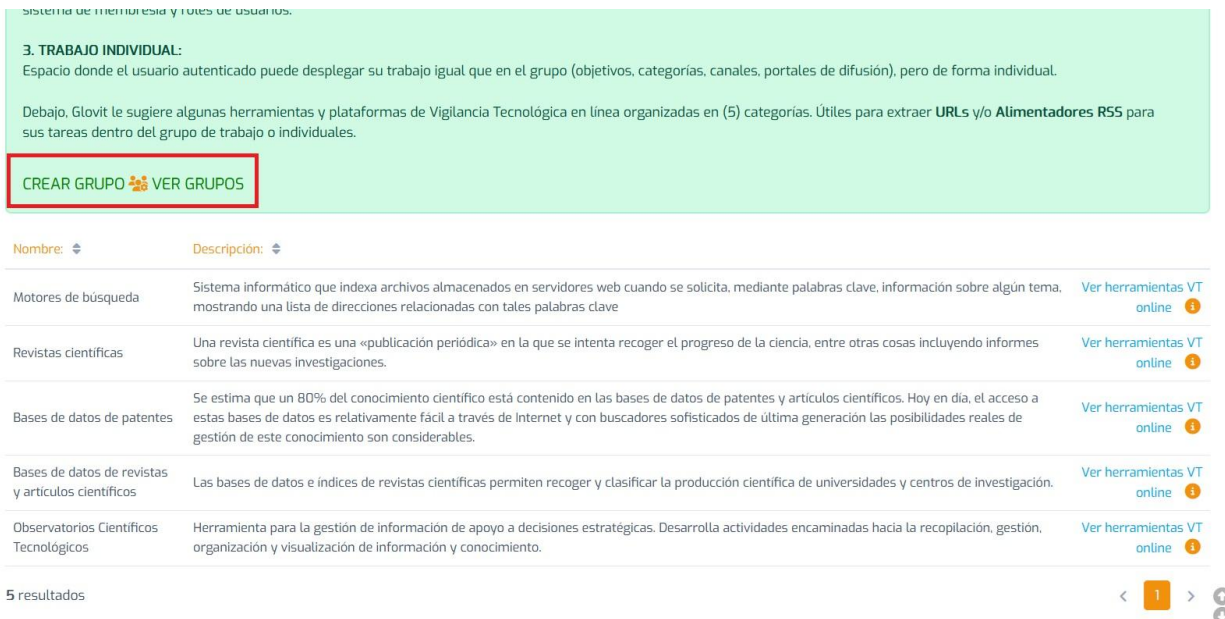 sistema de membresía y roles de usuarios.
3. TRABAJO INDIVIDUAL:
Espacio donde el usuario autenticado puede desplegar su trabajo igual que en el grupo (objetivos, categorías, canales, portales de difusión), pero de forma individual.
Debajo, Glovit le sugiere algunas herramientas y plataformas de Vigilancia Tecnológica en línea organizadas en (5) categorías. Útiles para extraer URLs y/o Alimentadores RSS para
sus tareas dentro del grupo de trabajo o individuales.
CREAR GRUPO VER GRUPOS
Nombre: Descripción:
Motores de búsqueda
Sistema informático que indexa archivos almacenados en servidores web cuando se solicita, mediante palabras clave, información sobre algún tema,
mostrando una lista de direcciones relacionadas con tales palabras clave
Ver herramientas VT
online
Revistas científicas
Una revista científica es una «publicación periódica» en la que se intenta recoger el progreso de la ciencia, entre otras cosas incluyendo informes
sobre las nuevas investigaciones.
Ver herramientas VT
online
Bases de datos de patentes
Se estima que un 80% del conocimiento científico está contenido en las bases de datos de patentes y artículos científicos. Hoy en día, el acceso a
estas bases de datos es relativamente fácil a través de Internet y con buscadores sofisticados de última generación las posibilidades reales de
gestión de este conocimiento son considerables.
Ver herramientas VT
online
Bases de datos de revistas
y artículos científicos
Las bases de datos e índices de revistas científicas permiten recoger y clasificar la producción científica de universidades y centros de investigación.
Ver herramientas VT
online
Observatorios Científicos
Tecnológicos
Herramienta para la gestión de información de apoyo a decisiones estratégicas. Desarrolla actividades encaminadas hacia la recopilación, gestión,
organización y visualización de información y conocimiento.
Ver herramientas VT
online
5 resultados
1